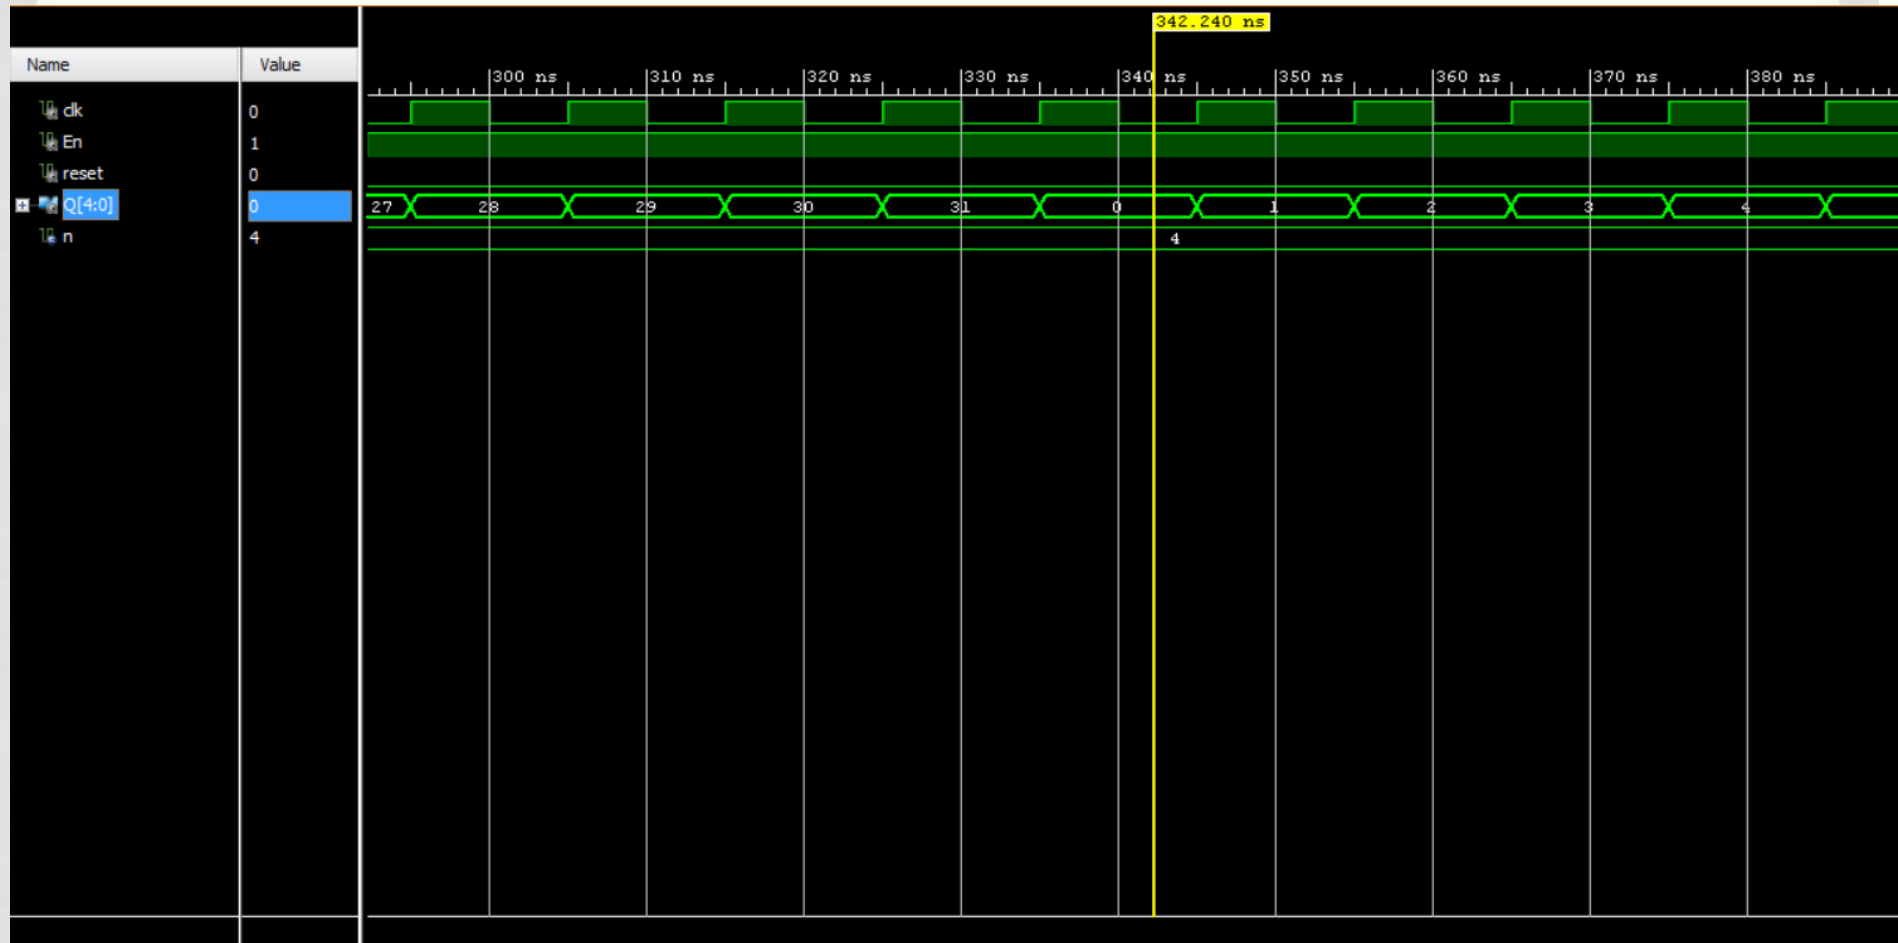 342.240 ns
Name Value
300 ns 310 ns 320 ns 330 ns 340 ns 350 ns 360 ns 370 ns 380 ns
clk 0
En 1
reset 0
Q[4:0] 0 27 28 29 30 31 0 1 2 3 4
n 4 4